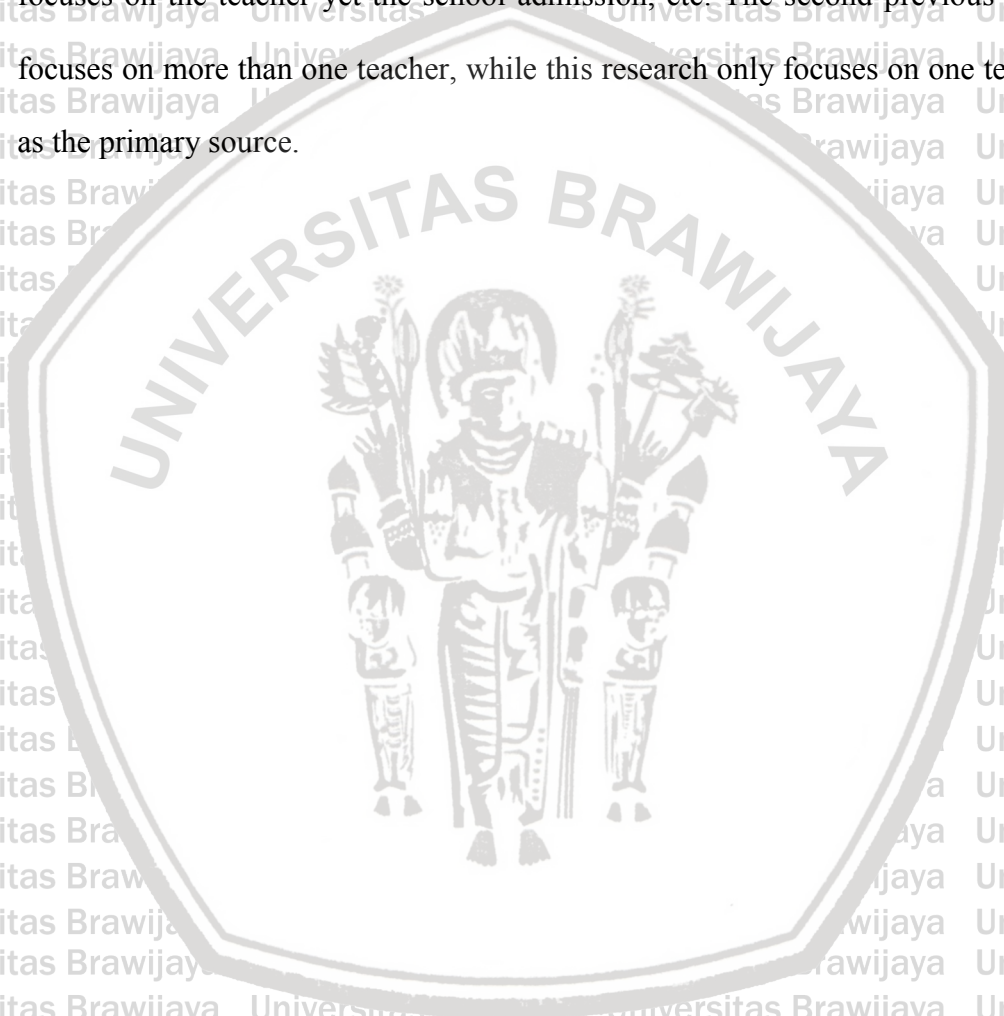 focuses on the teacher yet the school admission, etc. The second previous
focuses on more than one teacher, while this research only focuses on one te
as the primary source.
UNIVERSITAS BRAWIJAYA